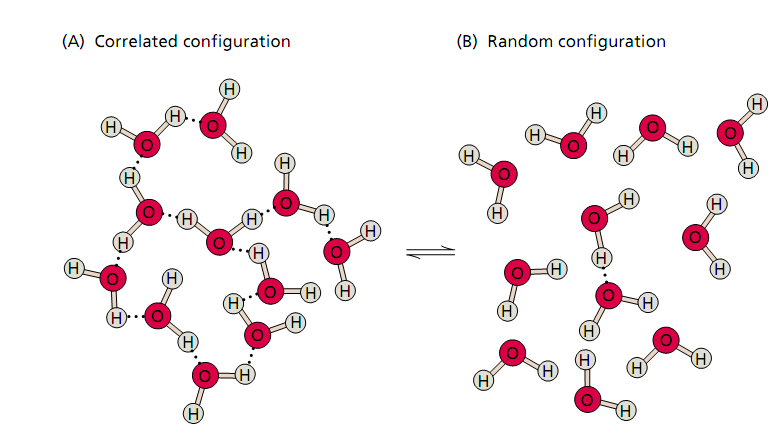 (A) Correlated configuration
H
H H O
O H
H
H
O H H O H
H O H O H
H O H O H H
H O H H
H O
O H
H
(B) Random configuration
H H
H O O
H O H H
O H
H H H
O O
O H H H
H O H
H O
O H H H H
H
O H